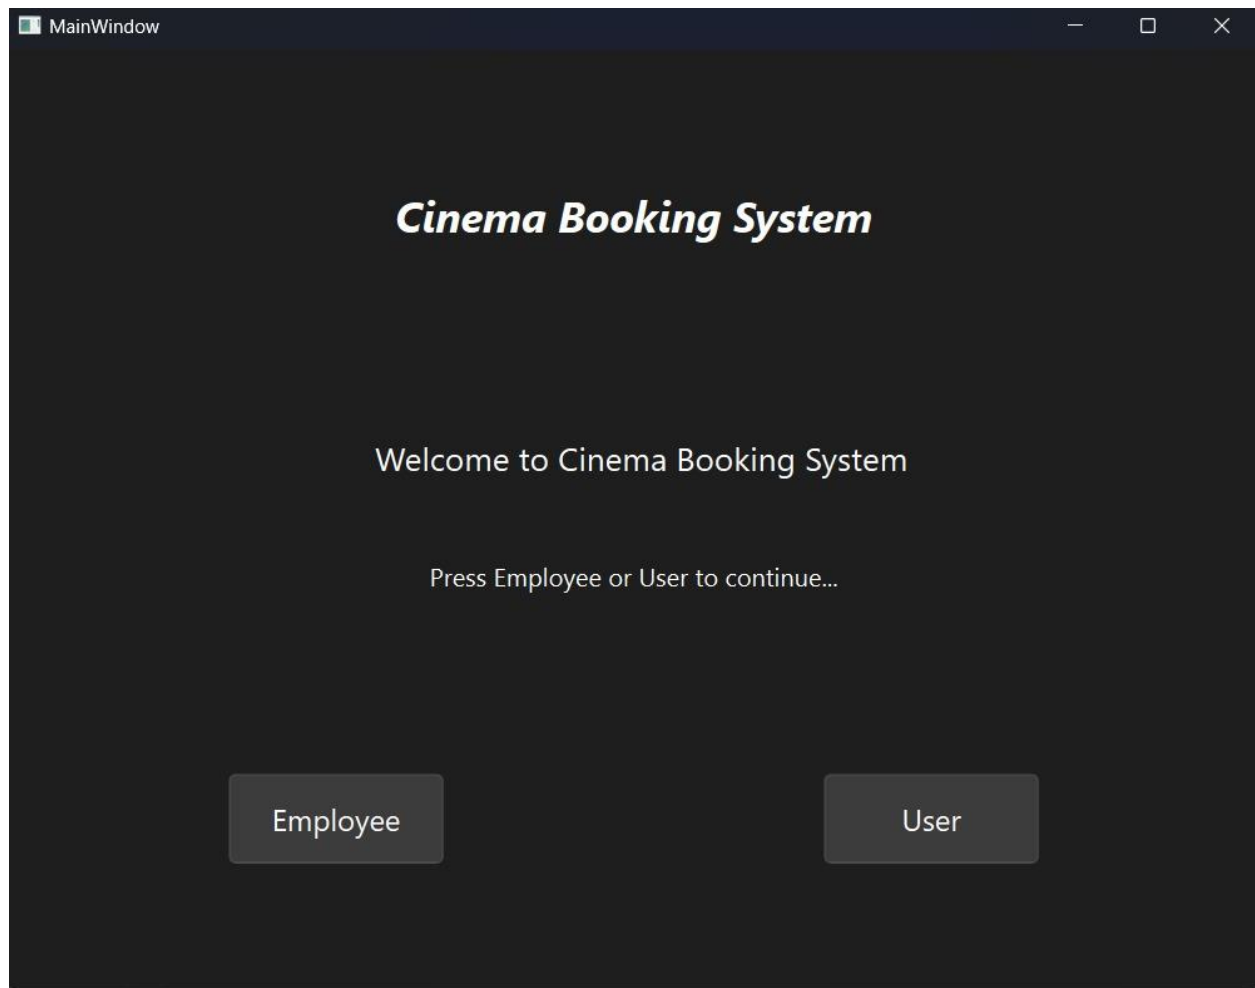 MainWindow
Cinema Booking System
Welcome to Cinema Booking System
Press Employee or User to continue...
Employee
User